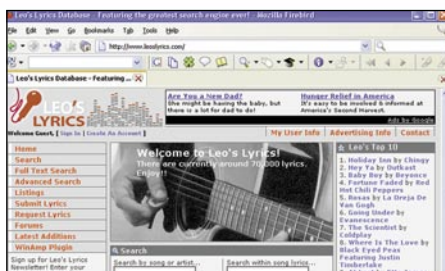 Leo's Lyrics Database - Featuring the greatest search engine ever! - Mozilla Firebird
File Edit View Go Bookmarks Tab Tools Help
http://www.leoslyrics.com/
Leo's Lyrics Database - Featuring ...
LEO'S LYRICS
Are You a New Dad?
She might be having the baby, but there is a lot for dad to do!
Hunger Relief in America
It's easy to be involved & informed at America's Second Harvest.
Ads by Google
Welcome Guest, [ Sign In | Create An Account ]
My User Info | Advertising Info | Contact
Home
Search
Full Text Search
Advanced Search
Listings
Submit Lyrics
Request Lyrics
Forums
Latest Additions
WinAmp Plugin
Sign up for Leo's Lyrics
Newsletter! Enter your
Welcome to Leo's Lyrics!
There are currently around 70,000 lyrics.
Enjoy!!
Search
Search by song or artist...
Search within song lyrics...
Leo's Top 10
1. Holiday Inn by Chingy
2. Hey Ya by Outkast
3. Baby Boy by Beyonce
4. Fortune Faded by Red Hot Chili Peppers
5. Rosas by La Oreja De Van Gogh
6. Going Under by Evanescence
7. The Scientist by Coldplay
8. Where Is The Love by Black Eyed Peas
Featuring Justin
Timberlake